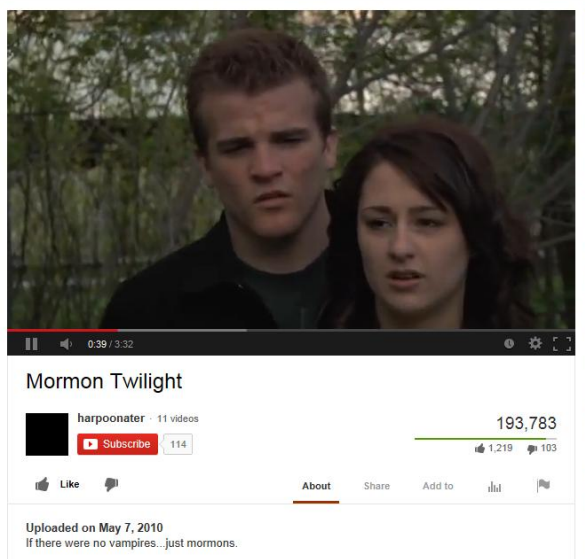 0:39 / 3:32
Mormon Twilight
harpoonater · 11 videos
Subscribe 114
193,783
1,219 103
Like
About Share Add to
Uploaded on May 7, 2010
If there were no vampires...just mormons.